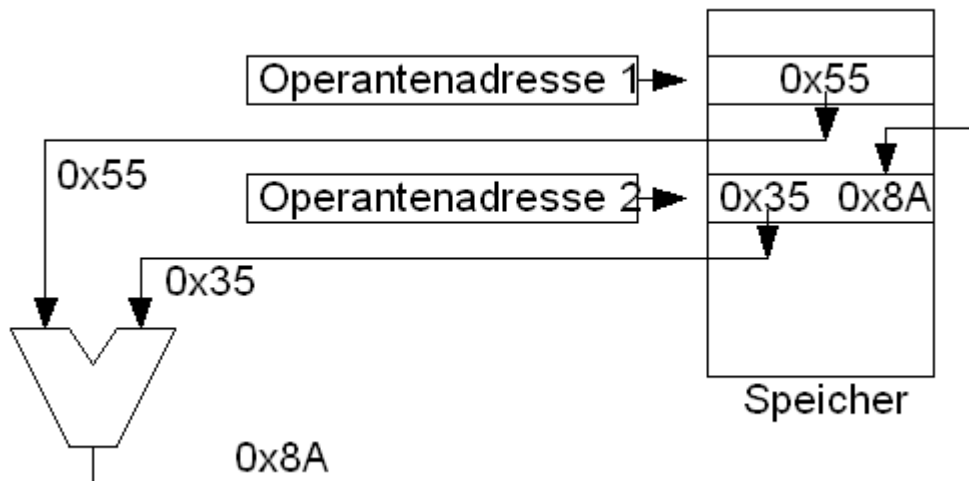 Operantenadresse 1
0x55
0x55
Operantenadresse 2
0x35 0x8A
0x35
Speicher
0x8A